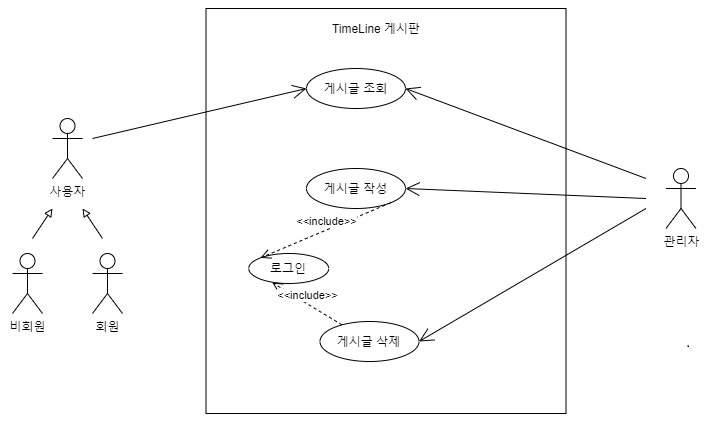 TimeLine 게시판
게시글 조회
사용자
게시글 작성
<<include>>
관리자
로그인
<<include>>
비회원
회원
게시글 삭제